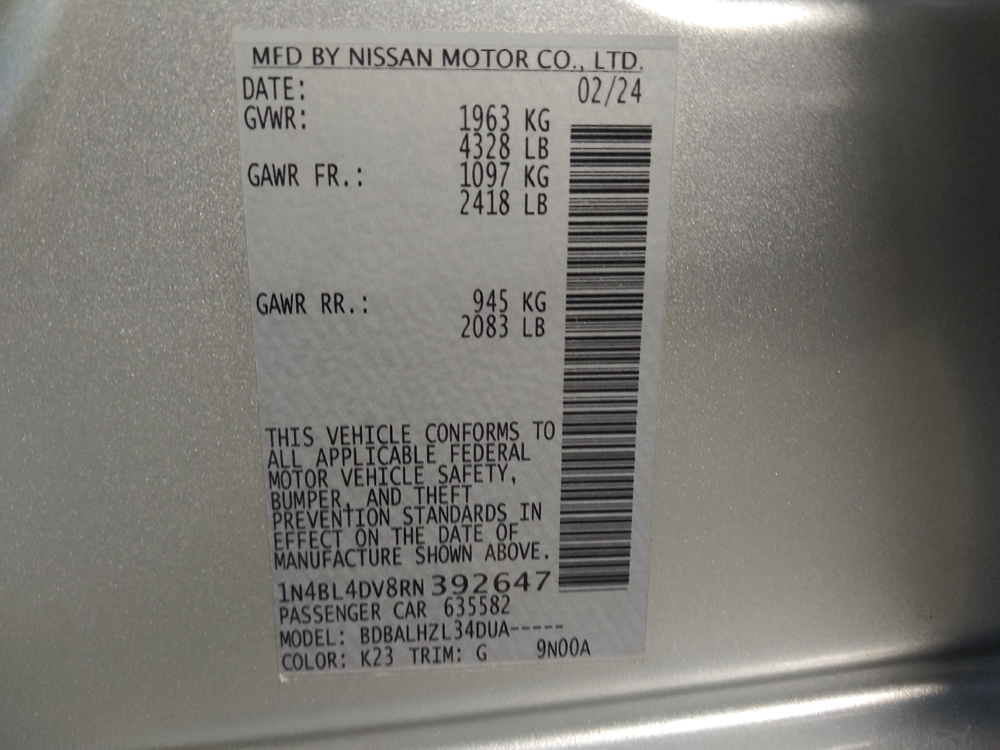 MFD BY NISSAN MOTOR CO., LTD.
DATE: 02/24
GVWR: 1963 KG
4328 LB
GAWR FR.: 1097 KG
2418 LB
GAWR RR.: 945 KG
2083 LB
THIS VEHICLE CONFORMS TO
ALL APPLICABLE FEDERAL
MOTOR VEHICLE SAFETY,
BUMPER, AND THEFT
PREVENTION STANDARDS IN
EFFECT ON THE DATE OF
MANUFACTURE SHOWN ABOVE.
1N4BL4DV8RN392647
PASSENGER CAR 635582
MODEL: BDBALHZL34DUA-----
COLOR: K23 TRIM: G 9N00A